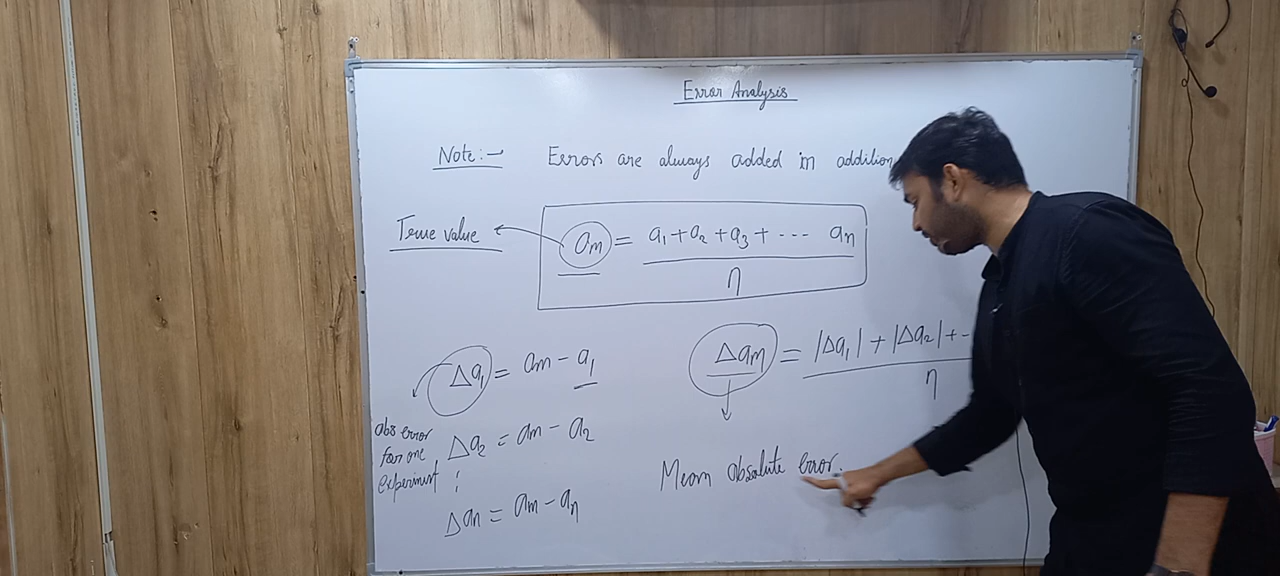 Error Analysis
Note:- Errors are always added in addition
True value ← am = a1 + a2 + a3 + --- an / n
Δa1 = am - a1
Δam = |Δa1| + |Δa2| + - / n
abs error
for one
experiment
Δa2 = am - a2
⋮
Mean absolute error.
Δan = am - an